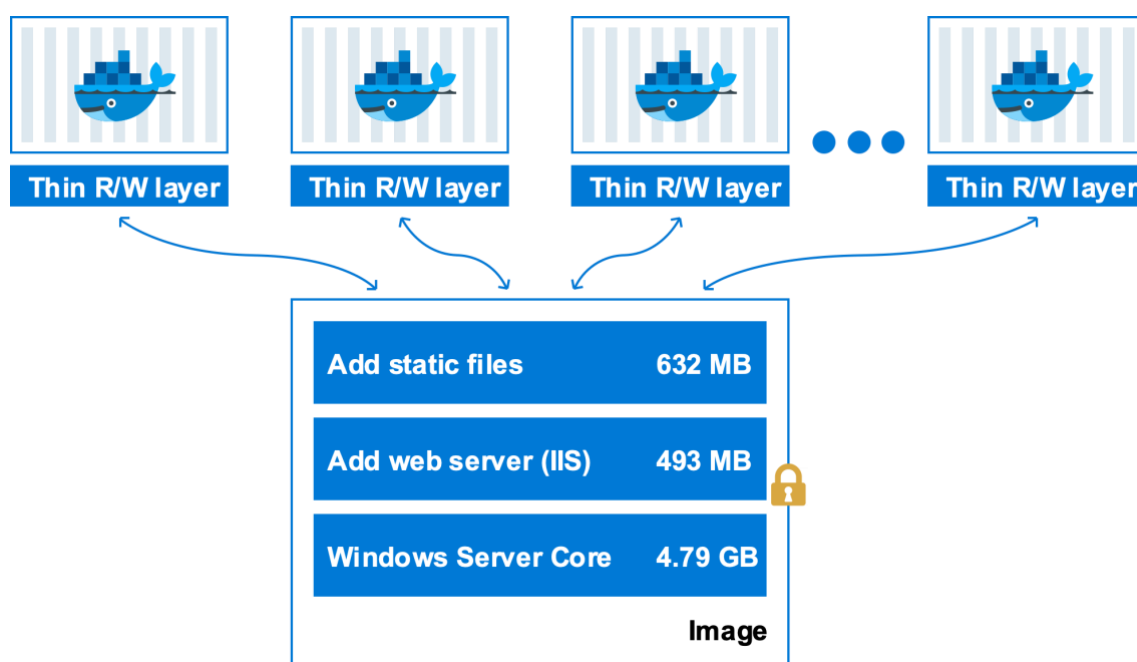 Thin R/W layer
Thin R/W layer
Thin R/W layer
Thin R/W layer
Add static files 632 MB
Add web server (IIS) 493 MB
Windows Server Core 4.79 GB
Image